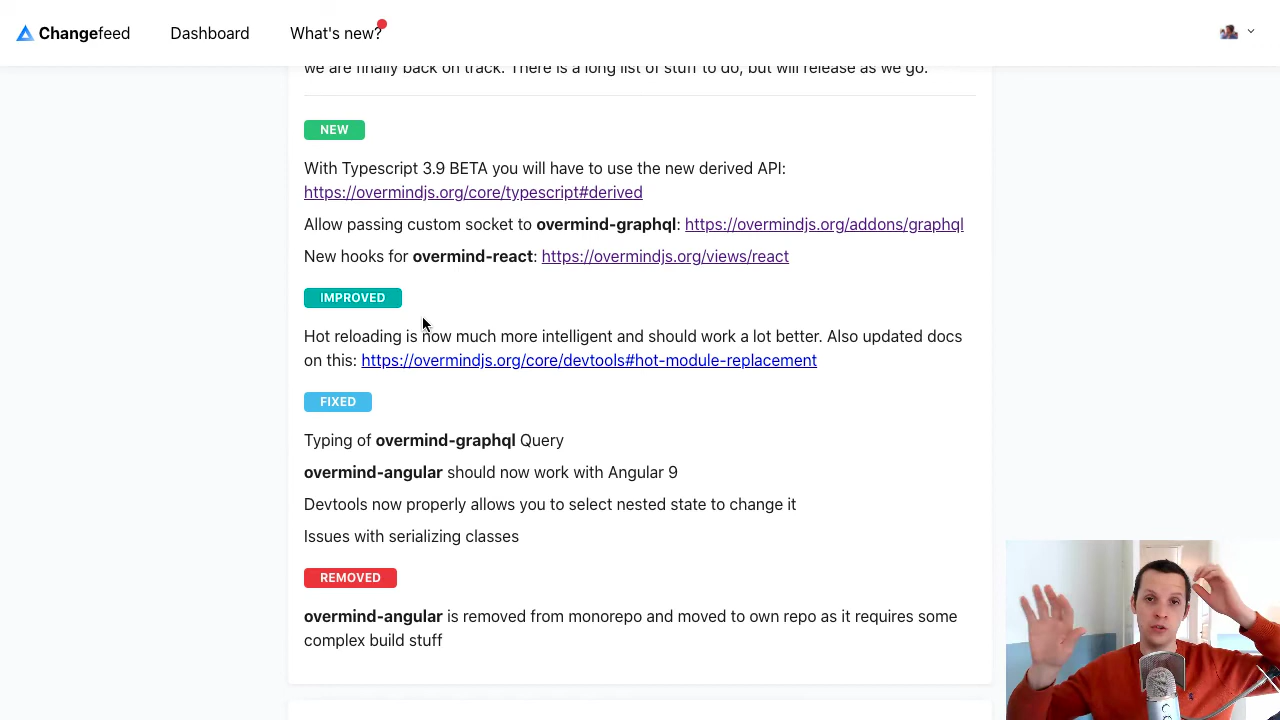 Changefeed Dashboard What's new?
we are finally back on track. There is a long list of stuff to do, but will release as we go.
NEW
With Typescript 3.9 BETA you will have to use the new derived API:
https://overmindjs.org/core/typescript#derived
Allow passing custom socket to overmind-graphql: https://overmindjs.org/addons/graphql
New hooks for overmind-react: https://overmindjs.org/views/react
IMPROVED
Hot reloading is now much more intelligent and should work a lot better. Also updated docs
on this: https://overmindjs.org/core/devtools#hot-module-replacement
FIXED
Typing of overmind-graphql Query
overmind-angular should now work with Angular 9
Devtools now properly allows you to select nested state to change it
Issues with serializing classes
REMOVED
overmind-angular is removed from monorepo and moved to own repo as it requires some
complex build stuff